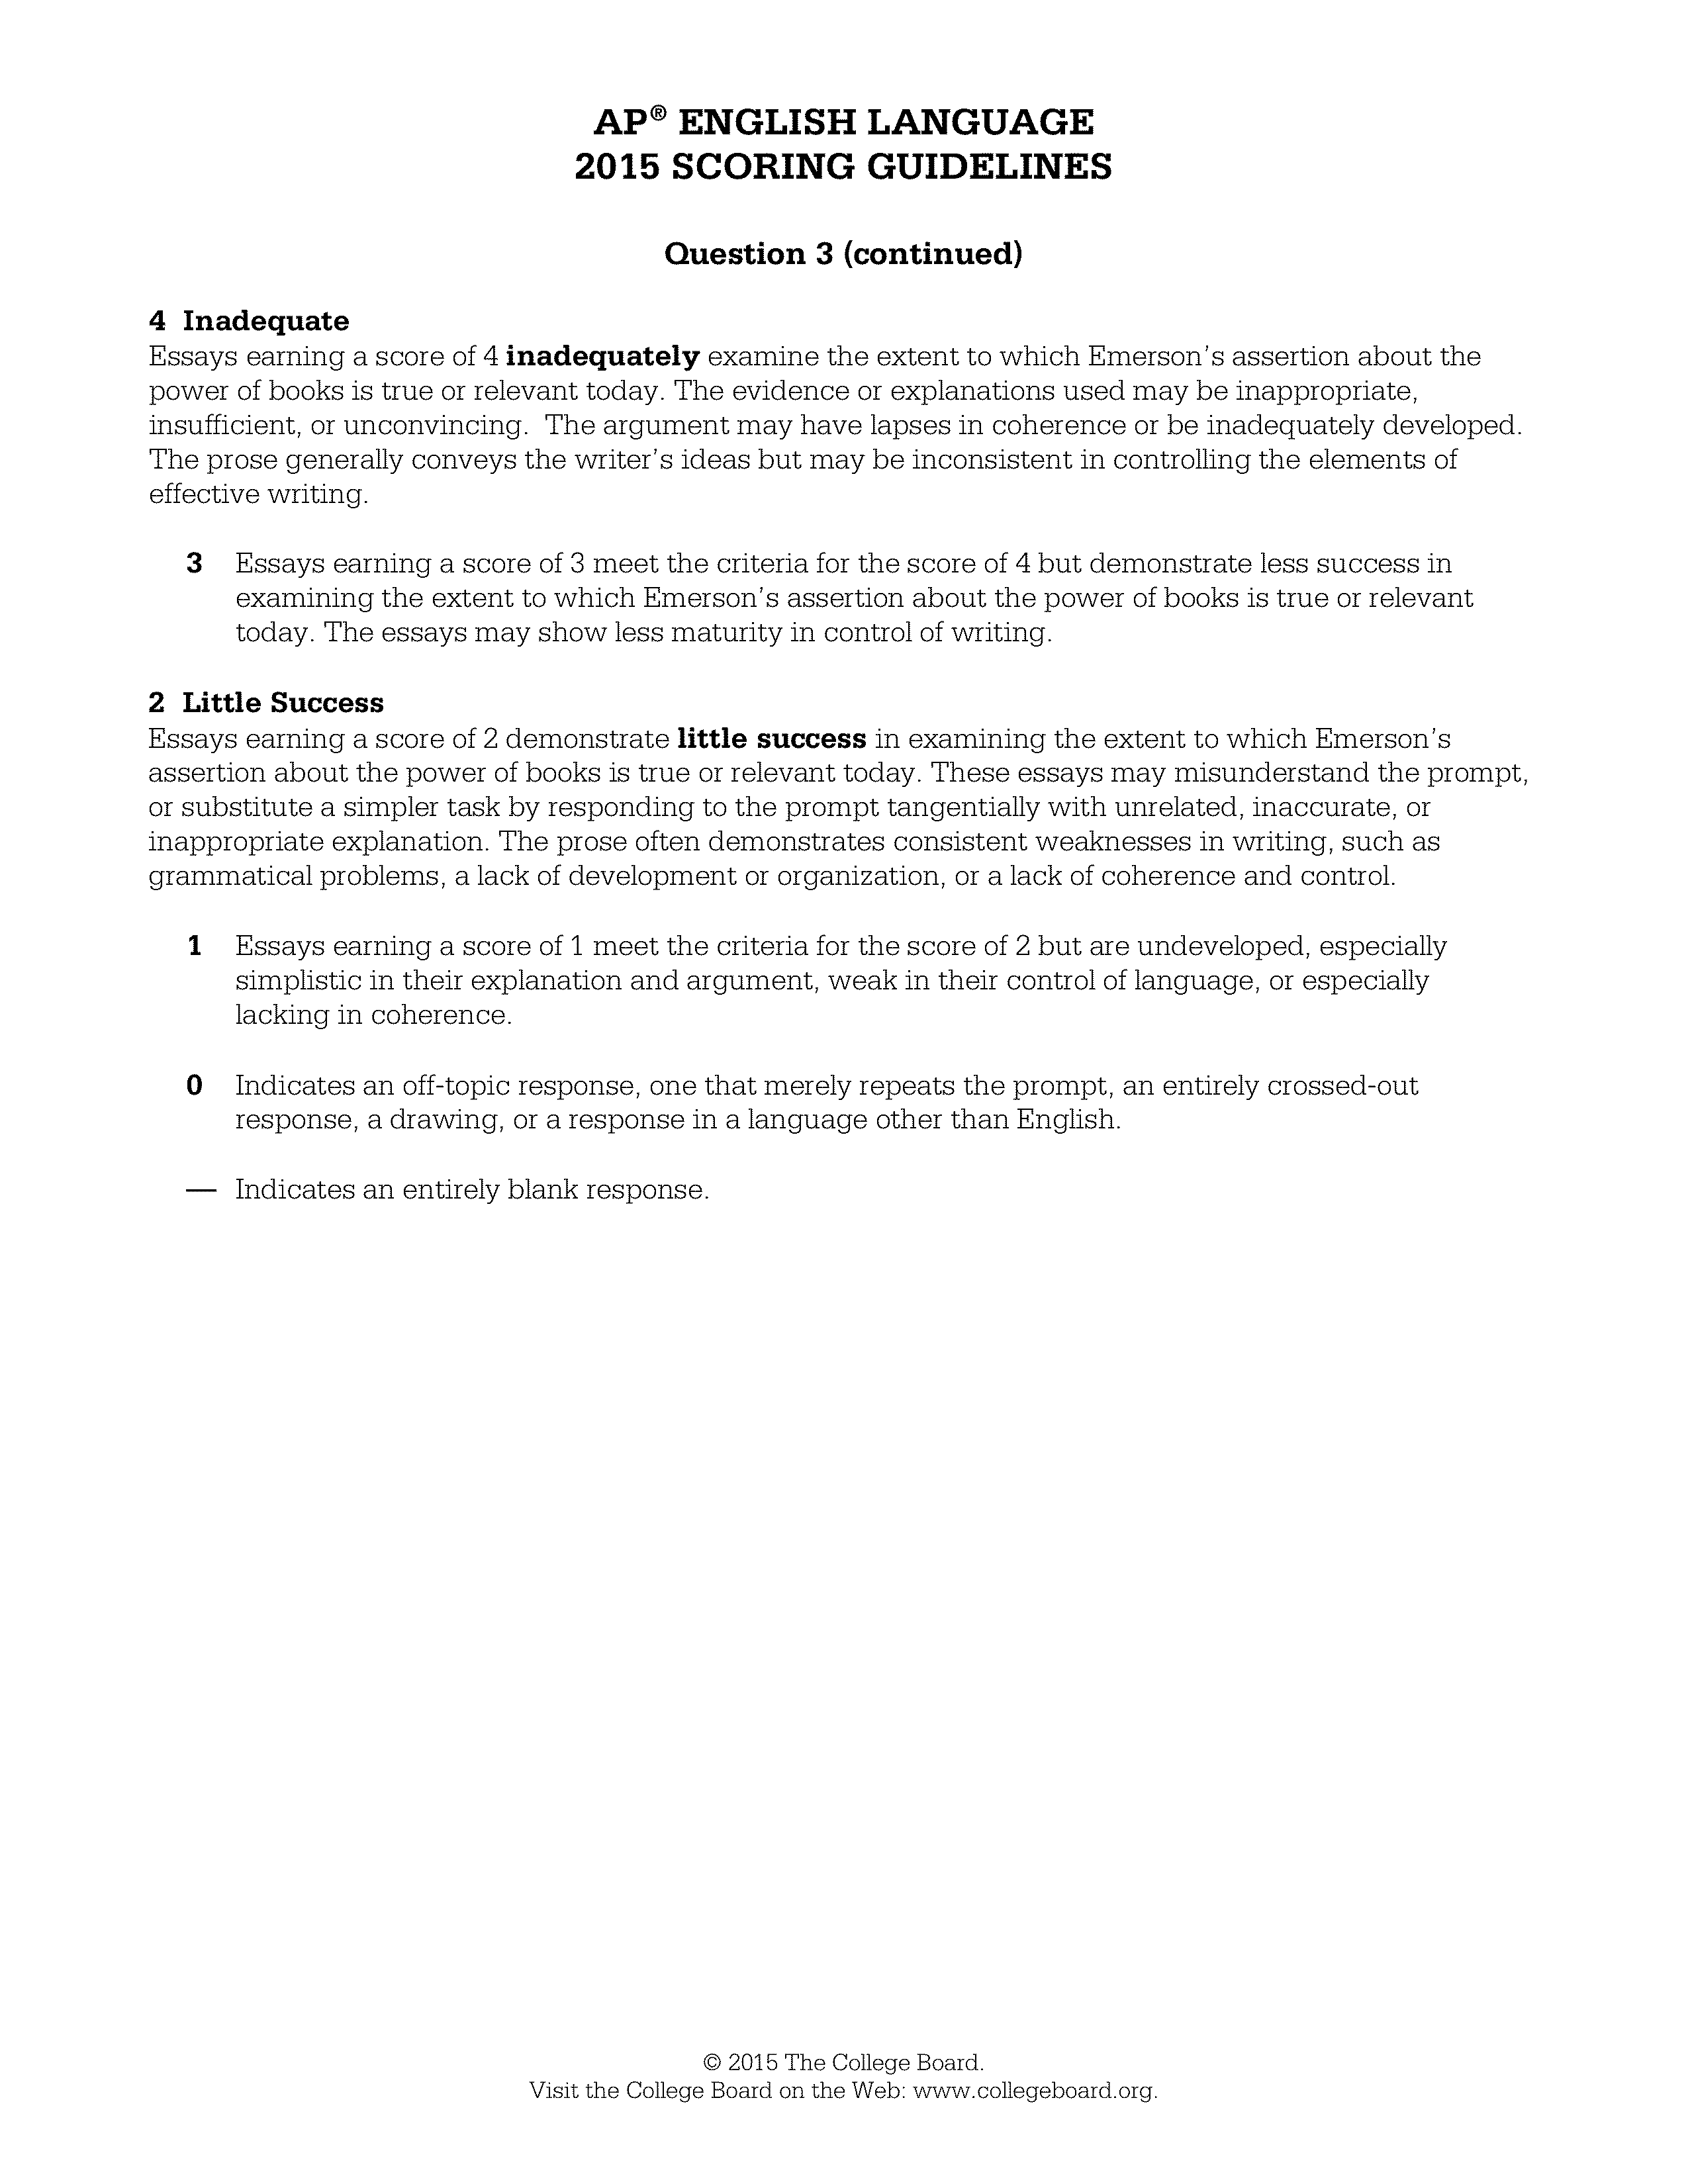 AP® ENGLISH LANGUAGE
2015 SCORING GUIDELINES
Question 3 (continued)
4 Inadequate
Essays earning a score of 4 inadequately examine the extent to which Emerson's assertion about the
power of books is true or relevant today. The evidence or explanations used may be inappropriate,
insufficient, or unconvincing.  The argument may have lapses in coherence or be inadequately developed.
The prose generally conveys the writer's ideas but may be inconsistent in controlling the elements of
effective writing.
3 Essays earning a score of 3 meet the criteria for the score of 4 but demonstrate less success in
examining the extent to which Emerson's assertion about the power of books is true or relevant
today. The essays may show less maturity in control of writing.
2 Little Success
Essays earning a score of 2 demonstrate little success in examining the extent to which Emerson's
assertion about the power of books is true or relevant today. These essays may misunderstand the prompt,
or substitute a simpler task by responding to the prompt tangentially with unrelated, inaccurate, or
inappropriate explanation. The prose often demonstrates consistent weaknesses in writing, such as
grammatical problems, a lack of development or organization, or a lack of coherence and control.
1 Essays earning a score of 1 meet the criteria for the score of 2 but are undeveloped, especially
simplistic in their explanation and argument, weak in their control of language, or especially
lacking in coherence.
0 Indicates an off-topic response, one that merely repeats the prompt, an entirely crossed-out
response, a drawing, or a response in a language other than English.
— Indicates an entirely blank response.
© 2015 The College Board.
Visit the College Board on the Web: www.collegeboard.org.